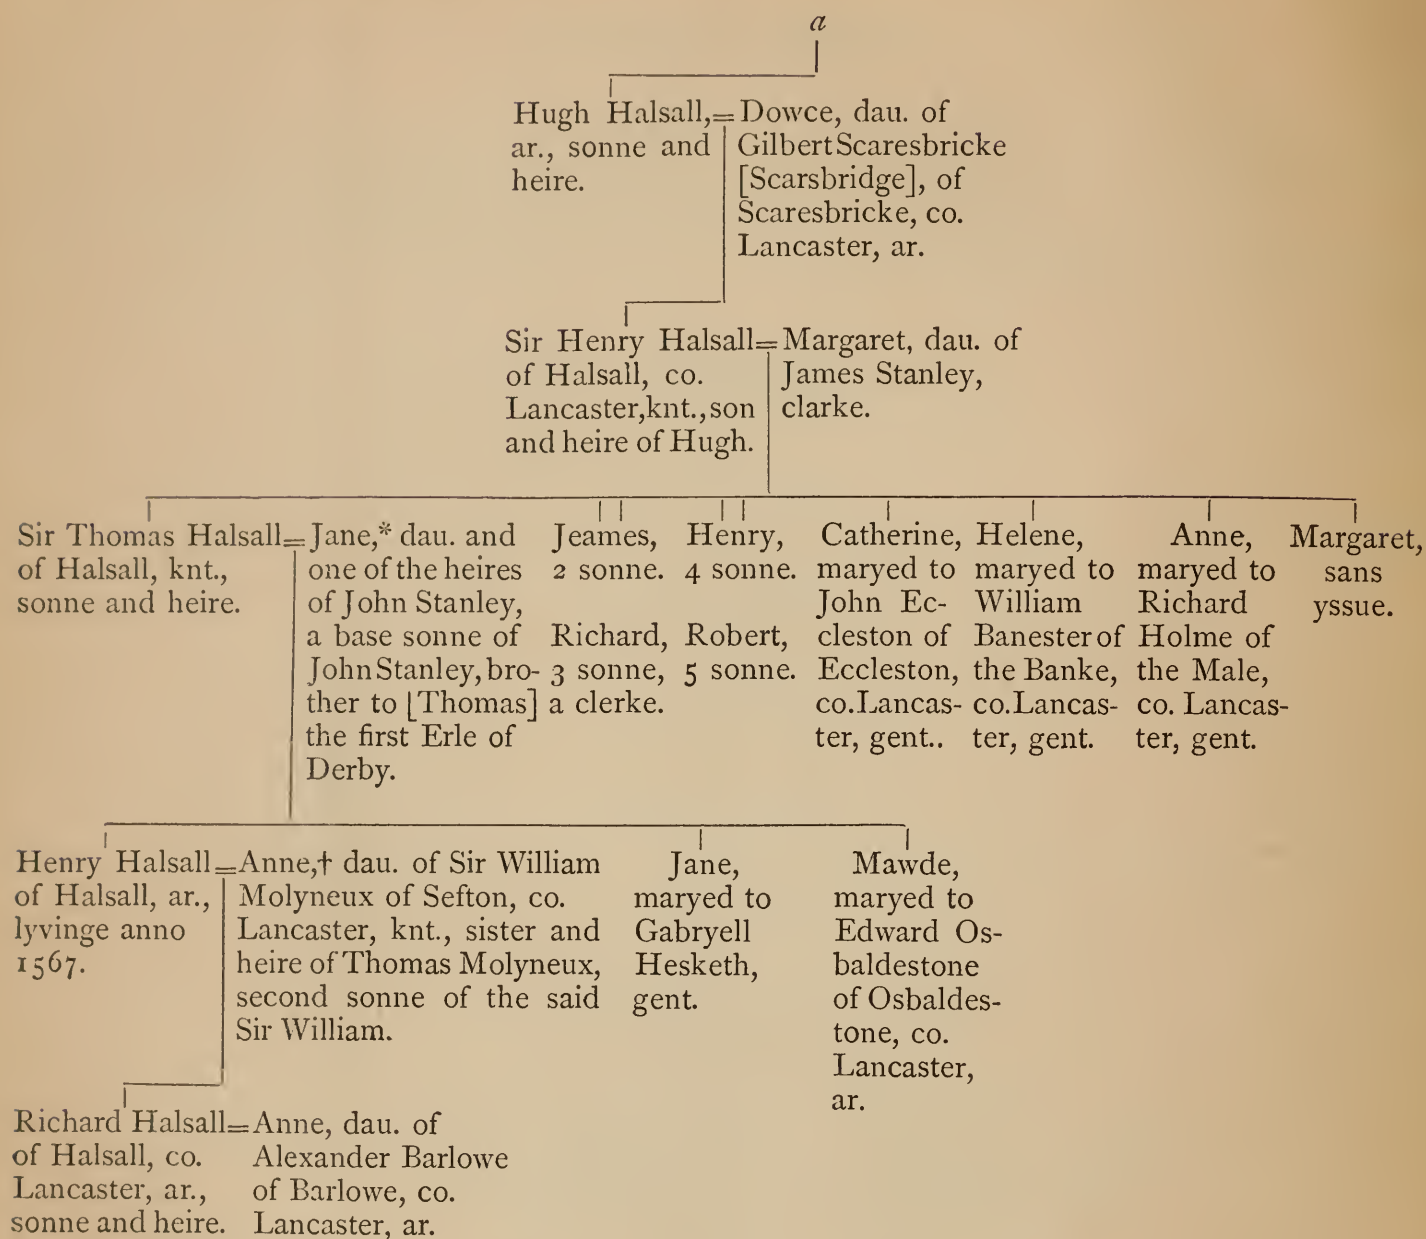 a
Hugh Halsall,=
ar., sonne and
heire.
Dowce, dau. of
Gilbert Scaresbricke
[Scarsbridge], of
Scaresbricke, co.
Lancaster, ar.
Sir Henry Halsall=
of Halsall, co.
Lancaster, knt., son
and heire of Hugh.
Margaret, dau. of
James Stanley,
clarke.
Sir Thomas Halsall=
of Halsall, knt.,
sonne and heire.
Jane,* dau. and
one of the heires
of John Stanley,
a base sonne of
John Stanley, bro-
ther to [Thomas]
the first Erle of
Derby.
Jeames,
2 sonne.
Richard,
3 sonne,
a clerke.
Henry,
4 sonne.
Robert,
5 sonne.
Catherine,
maryed to
John Ec-
cleston of
Eccleston,
co. Lancas-
ter, gent..
Helene,
maryed to
William
Banester of
the Banke,
co. Lancas-
ter, gent.
Anne,
maryed to
Richard
Holme of
the Male,
co. Lancas-
ter, gent.
Margaret,
sans
yssue.
Henry Halsall=
of Halsall, ar.,
lyvinge anno
1567.
Anne,† dau. of Sir William
Molyneux of Sefton, co.
Lancaster, knt., sister and
heire of Thomas Molyneux,
second sonne of the said
Sir William.
Jane,
maryed to
Gabryell
Hesketh,
gent.
Mawde,
maryed to
Edward Os-
baldestone
of Osbaldes-
tone, co.
Lancaster,
ar.
Richard Halsall=
of Halsall, co.
Lancaster, ar.,
sonne and heire.
Anne, dau. of
Alexander Barlowe
of Barlowe, co.
Lancaster, ar.